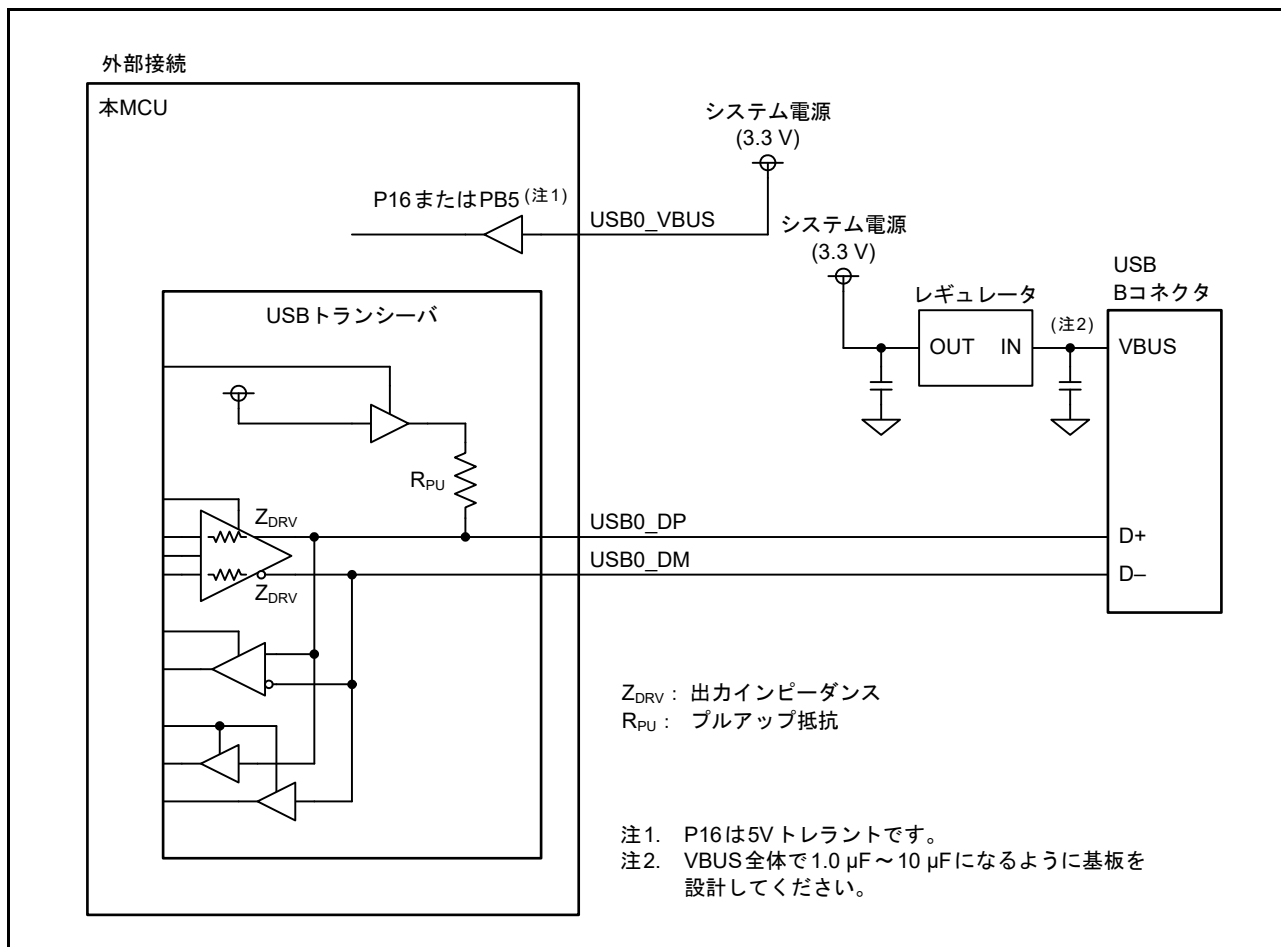 外部接続
本MCU
システム電源
(3.3 V)
P16またはPB5 (注1)
USB0_VBUS
システム電源
(3.3 V)
USB
Bコネクタ
レギュレータ
(注2)
OUT IN
VBUS
USBトランシーバ
RPU
ZDRV
USB0_DP
D+
USB0_DM
D–
ZDRV
ZDRV： 出力インピーダンス
RPU： プルアップ抵抗
注1. P16は5Vトレラントです。
注2. VBUS全体で1.0 µF～10 µFになるように基板を
設計してください。